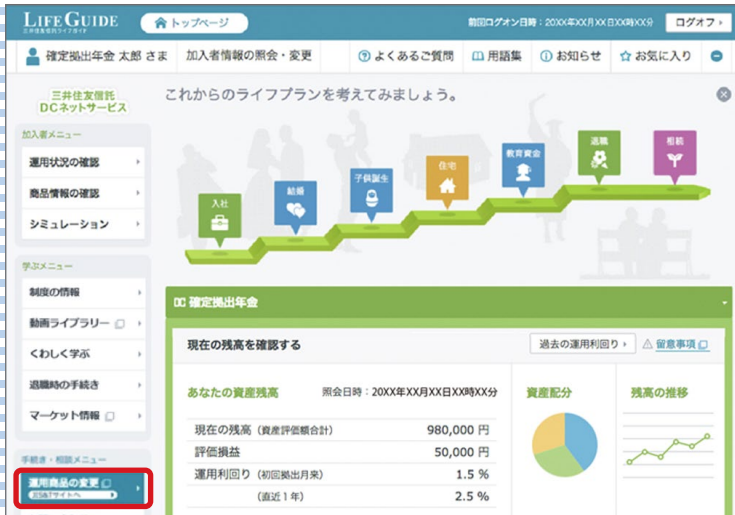 LIFE GUIDE
三井住友信託ライフガイド
トップページ
前回ログオン日時：20XX年XX月XX日XX時XX分
ログオフ
確定拠出年金 太郎 さま
加入者情報の照会・変更
よくあるご質問
用語集
お知らせ
お気に入り
三井住友信託
DCネットサービス
これからのライフプランを考えてみましょう。
入社
結婚
子供誕生
住宅
教育資金
退職
相続
加入者メニュー
運用状況の確認
商品情報の確認
シミュレーション
学ぶメニュー
制度の情報
動画ライブラリー
くわしく学ぶ
退職時の手続き
マーケット情報
手続き・相談メニュー
運用商品の変更
DC 確定拠出年金
現在の残高を確認する
過去の運用利回り
留意事項
あなたの資産残高
照会日時：20XX年XX月XX日XX時XX分
現在の残高（資産評価額合計） 980,000 円
評価損益 50,000 円
運用利回り（初回拠出月来） 1.5 %
（直近1年） 2.5 %
資産配分
残高の推移